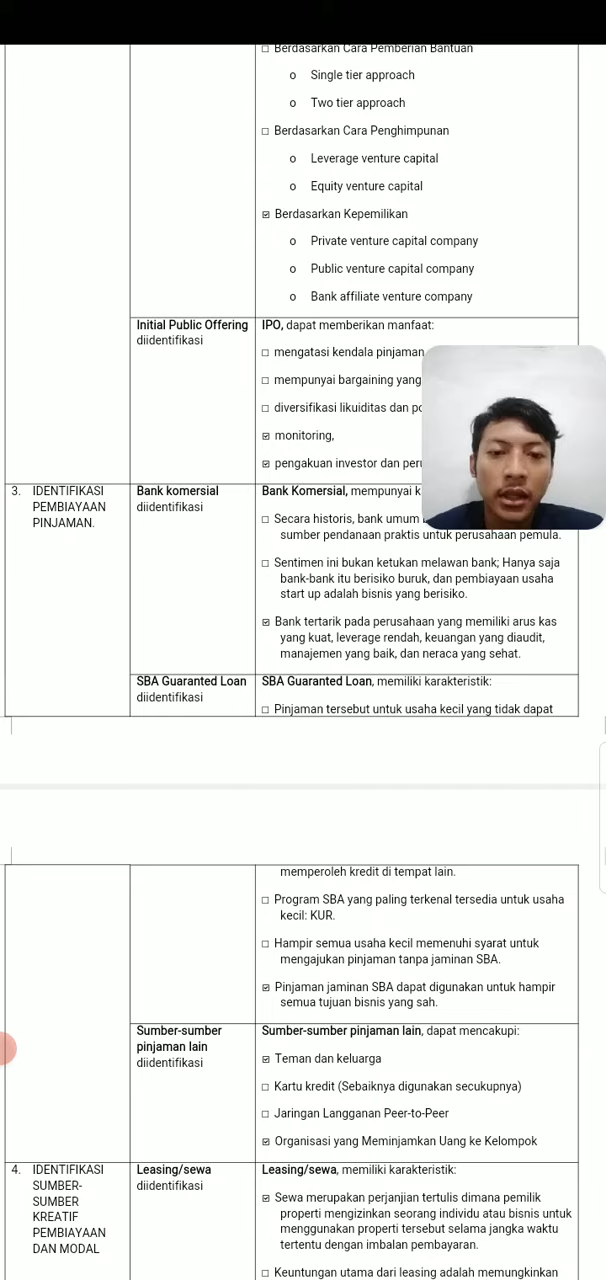 ☐ Berdasarkan Cara Pemberian Bantuan
o Single tier approach
o Two tier approach
☐ Berdasarkan Cara Penghimpunan
o Leverage venture capital
o Equity venture capital
☑ Berdasarkan Kepemilikan
o Private venture capital company
o Public venture capital company
o Bank affiliate venture company
Initial Public Offering
diidentifikasi
IPO, dapat memberikan manfaat:
☐ mengatasi kendala pinjaman
☐ mempunyai bargaining yang
☐ diversifikasi likuiditas dan
☑ monitoring,
☑ pengakuan investor dan
3. IDENTIFIKASI
PEMBIAYAAN
PINJAMAN.
Bank komersial
diidentifikasi
Bank Komersial, mempunyai
☐ Secara historis, bank umum
sumber pendanaan praktis untuk perusahaan pemula.
☐ Sentimen ini bukan ketukan melawan bank; Hanya saja
bank-bank itu berisiko buruk, dan pembiayaan usaha
start up adalah bisnis yang berisiko.
☑ Bank tertarik pada perusahaan yang memiliki arus kas
yang kuat, leverage rendah, keuangan yang diaudit,
manajemen yang baik, dan neraca yang sehat.
SBA Guaranted Loan
diidentifikasi
SBA Guaranted Loan, memiliki karakteristik:
☐ Pinjaman tersebut untuk usaha kecil yang tidak dapat
memperoleh kredit di tempat lain.
☐ Program SBA yang paling terkenal tersedia untuk usaha
kecil: KUR.
☐ Hampir semua usaha kecil memenuhi syarat untuk
mengajukan pinjaman tanpa jaminan SBA.
☑ Pinjaman jaminan SBA dapat digunakan untuk hampir
semua tujuan bisnis yang sah.
Sumber-sumber
pinjaman lain
diidentifikasi
Sumber-sumber pinjaman lain, dapat mencakupi:
☑ Teman dan keluarga
☐ Kartu kredit (Sebaiknya digunakan secukupnya)
☐ Jaringan Langganan Peer-to-Peer
☑ Organisasi yang Meminjamkan Uang ke Kelompok
4. IDENTIFIKASI
SUMBER-
SUMBER
KREATIF
PEMBIAYAAN
DAN MODAL
Leasing/sewa
diidentifikasi
Leasing/sewa, memiliki karakteristik:
☑ Sewa merupakan perjanjian tertulis dimana pemilik
properti mengizinkan seorang individu atau bisnis untuk
menggunakan properti tersebut selama jangka waktu
tertentu dengan imbalan pembayaran.
☐ Keuntungan utama dari leasing adalah memungkinkan